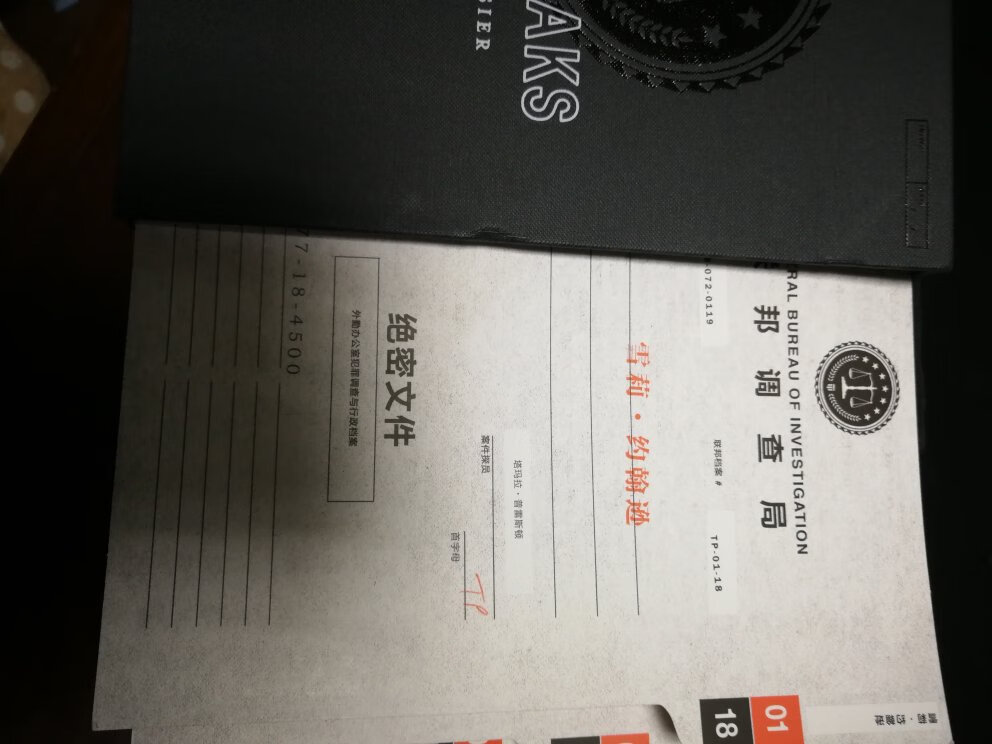 AKS
SIER
RAL BUREAU OF INVESTIGATION
邦调查局
-072-0119
联邦档案 #
TP-01-18
雪莉·约翰逊
塔玛拉·普雷斯顿
案件探员
TP
首字母
绝密文件
外勤办公室犯罪调查与行政档案
7-18-4500
01
18